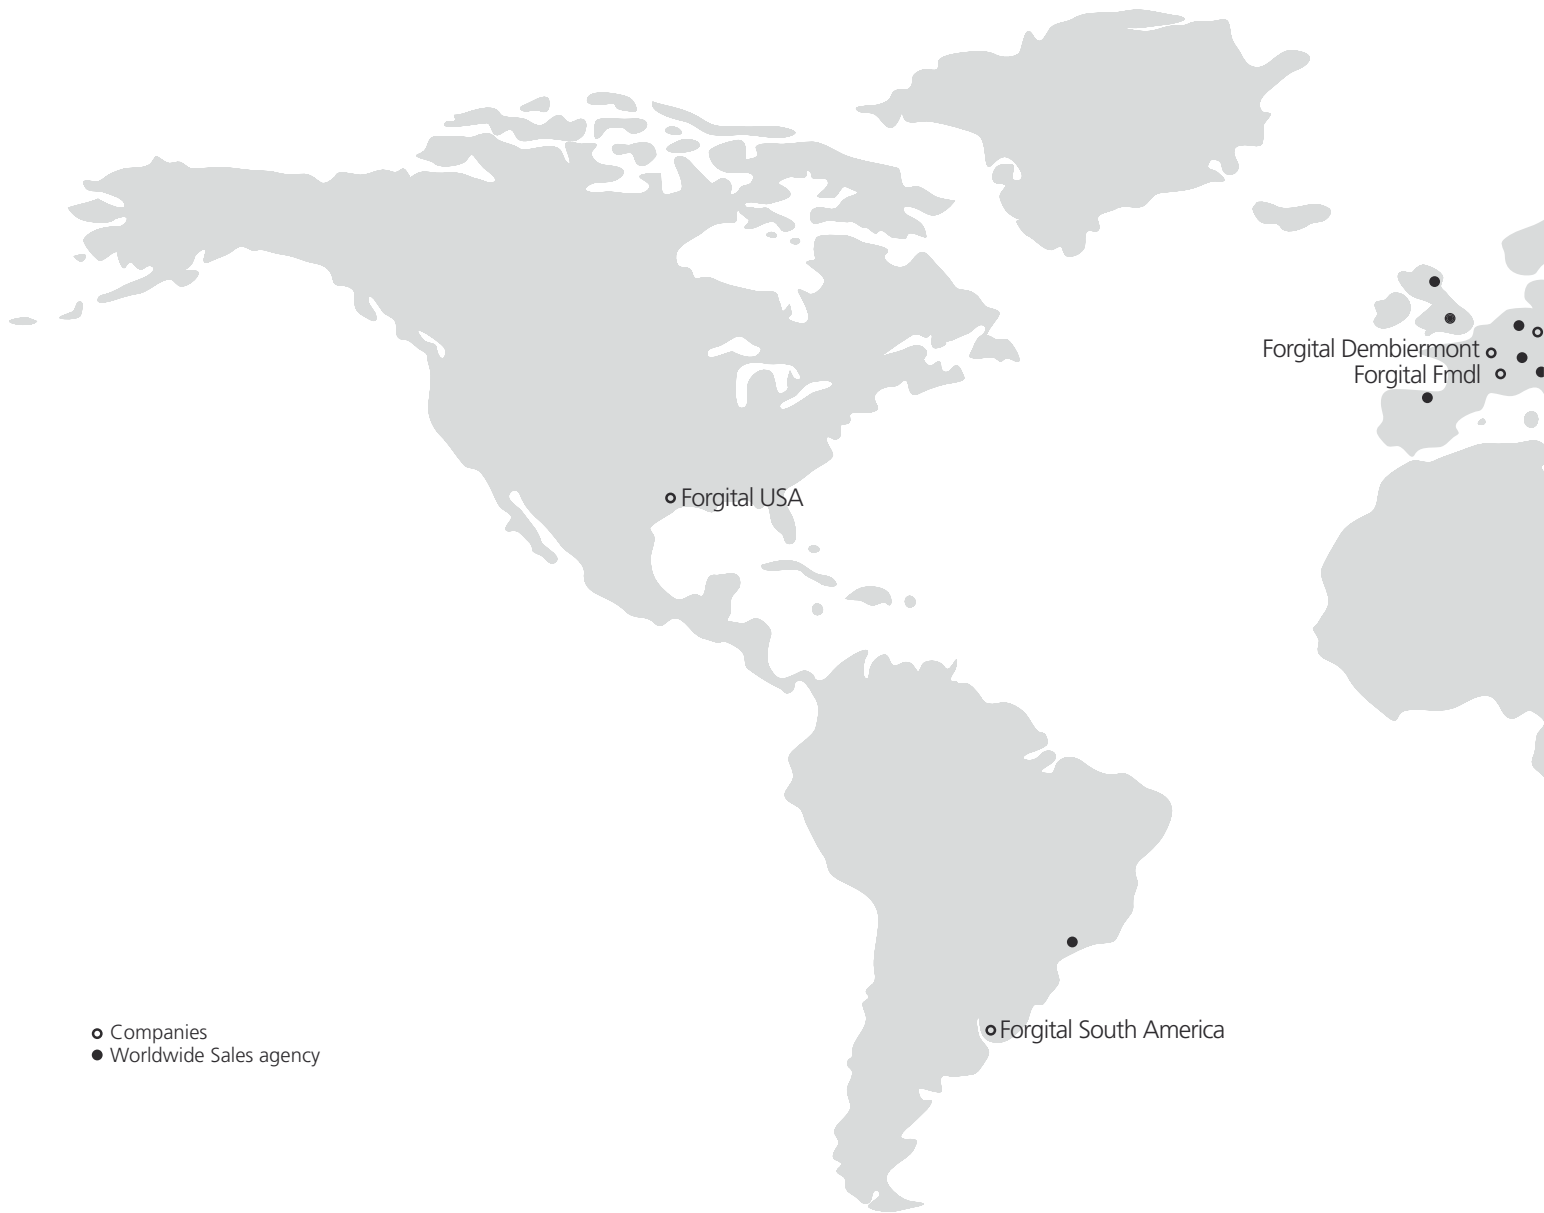 Forgital Dembiermont
Forgital Fmdl
Forgital USA
Forgital South America
Companies
Worldwide Sales agency